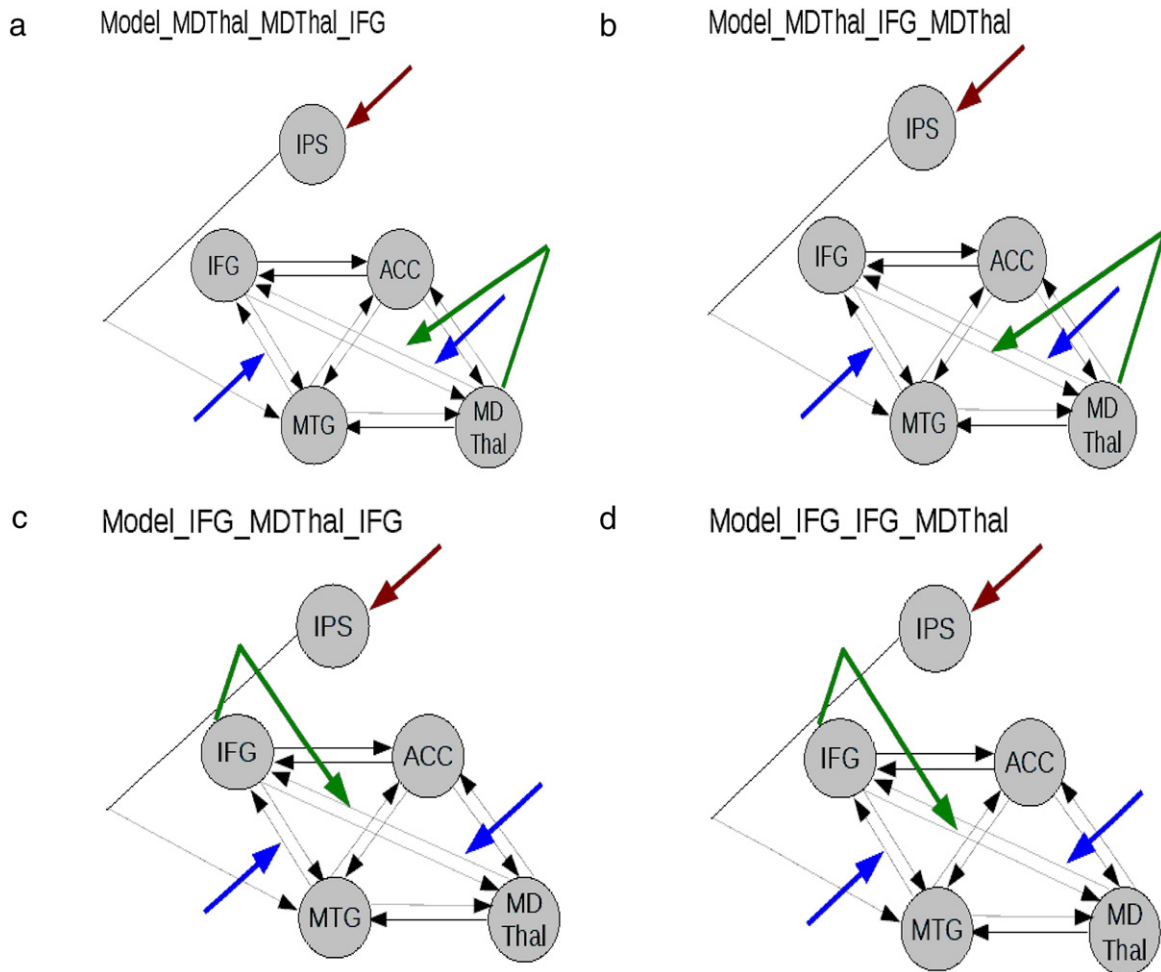 a Model_MDThal_MDThal_IFG
IPS
IFG
ACC
MTG
MD
Thal
b Model_MDThal_IFG_MDThal
IPS
IFG
ACC
MTG
MD
Thal
c Model_IFG_MDThal_IFG
IPS
IFG
ACC
MTG
MD
Thal
d Model_IFG_IFG_MDThal
IPS
IFG
ACC
MTG
MD
Thal